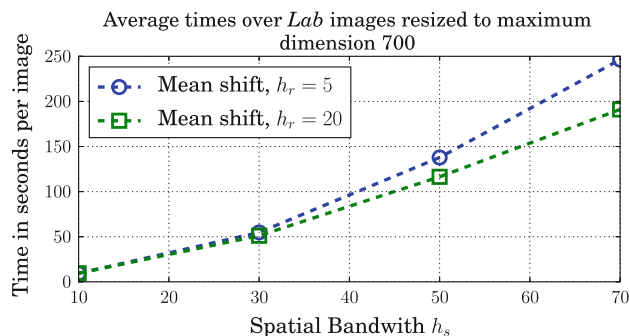 Average times over Lab images resized to maximum
dimension 700
Time in seconds per image
250
200
150
100
50
0
Mean shift, h_r = 5
Mean shift, h_r = 20
10 20 30 40 50 60 70
Spatial Bandwith h_s